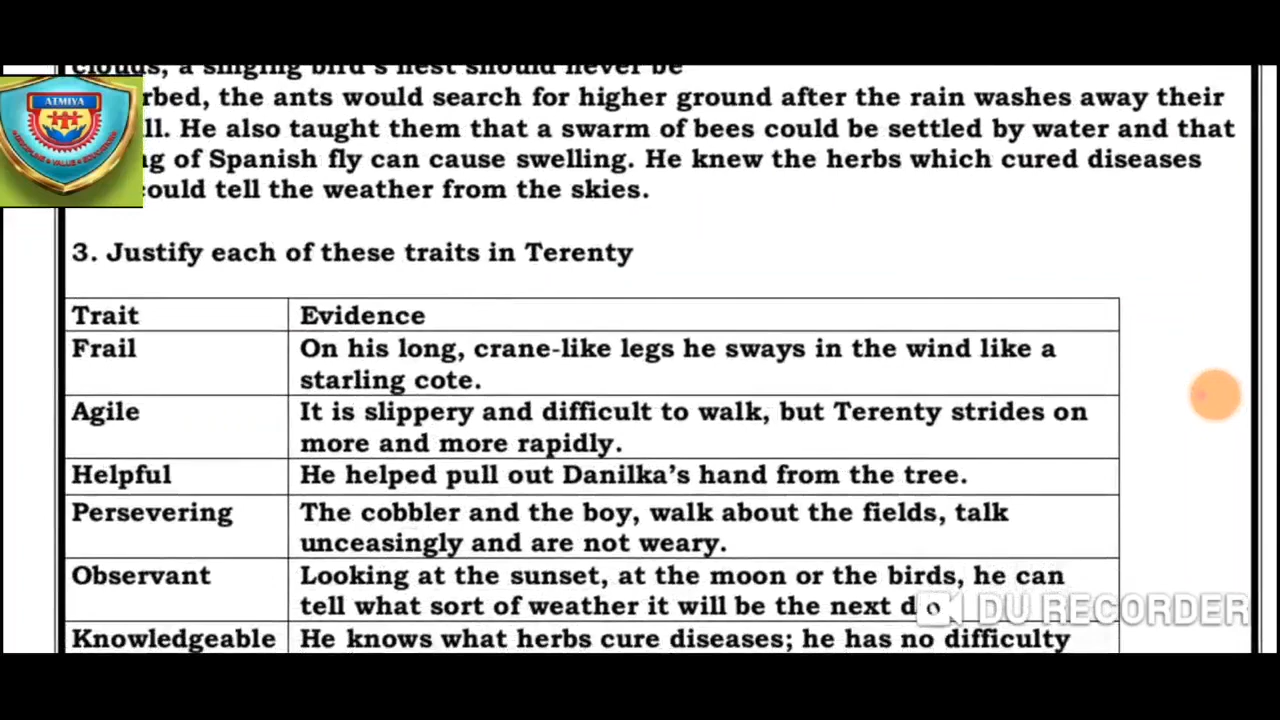 clouds, a singing bird's nest should never be
rbed, the ants would search for higher ground after the rain washes away their
ll. He also taught them that a swarm of bees could be settled by water and that
g of Spanish fly can cause swelling. He knew the herbs which cured diseases
could tell the weather from the skies.
ATMIYA
3. Justify each of these traits in Terenty
Trait Evidence
Frail On his long, crane-like legs he sways in the wind like a
starling cote.
Agile It is slippery and difficult to walk, but Terenty strides on
more and more rapidly.
Helpful He helped pull out Danilka's hand from the tree.
Persevering The cobbler and the boy, walk about the fields, talk
unceasingly and are not weary.
Observant Looking at the sunset, at the moon or the birds, he can
tell what sort of weather it will be the next d
DU RECORDER
Knowledgeable He knows what herbs cure diseases; he has no difficulty